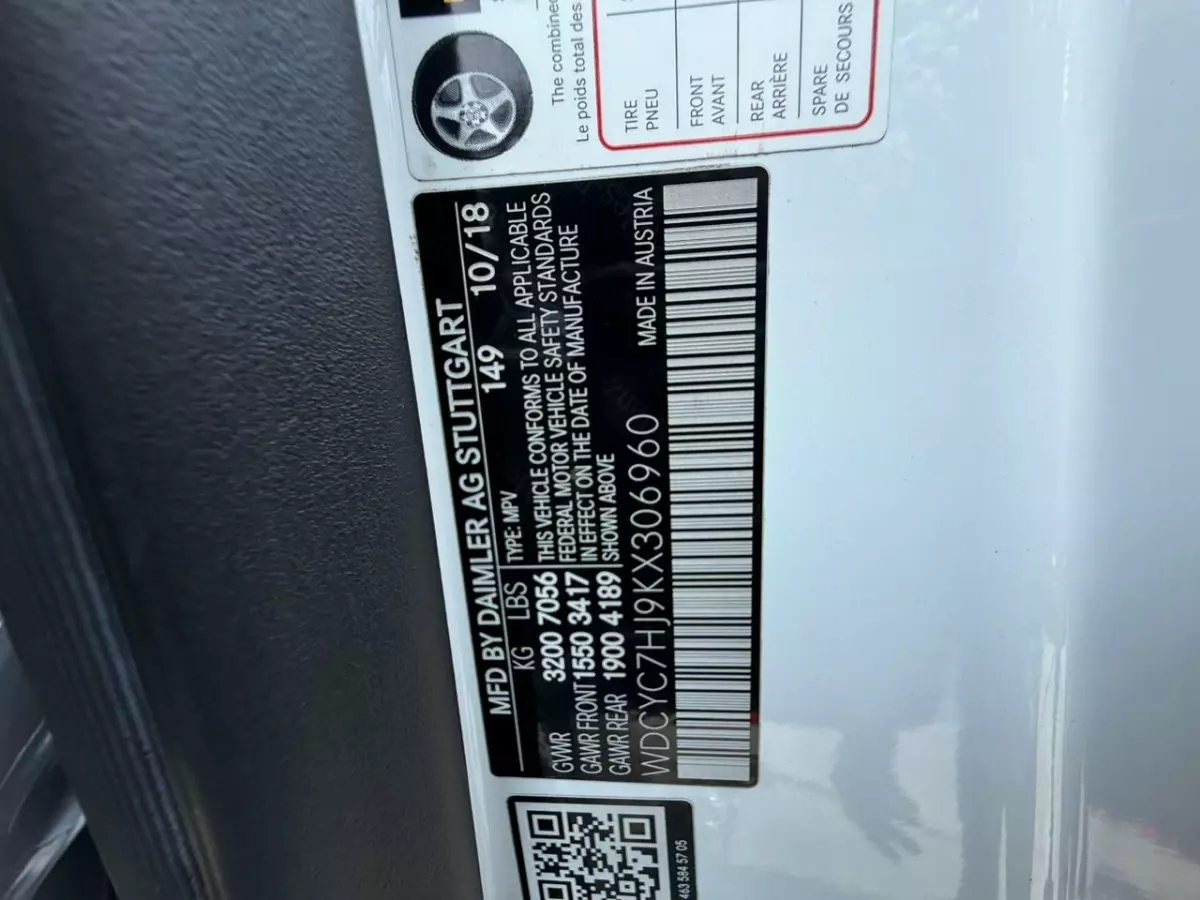 The combined
Le poids total des
TIRE
PNEU
FRONT
AVANT
REAR
ARRIÈRE
SPARE
DE SECOURS
MFD BY DAIMLER AG STUTTGART
KG LBS TYPE: MPV 149 10/18
GVWR 3200 7056
GAWR FRONT 1550 3417
GAWR REAR 1900 4189
THIS VEHICLE CONFORMS TO ALL APPLICABLE
FEDERAL MOTOR VEHICLE SAFETY STANDARDS
IN EFFECT ON THE DATE OF MANUFACTURE
SHOWN ABOVE
WDCYC7HJ9KX306960 MADE IN AUSTRIA
463 584 57 05